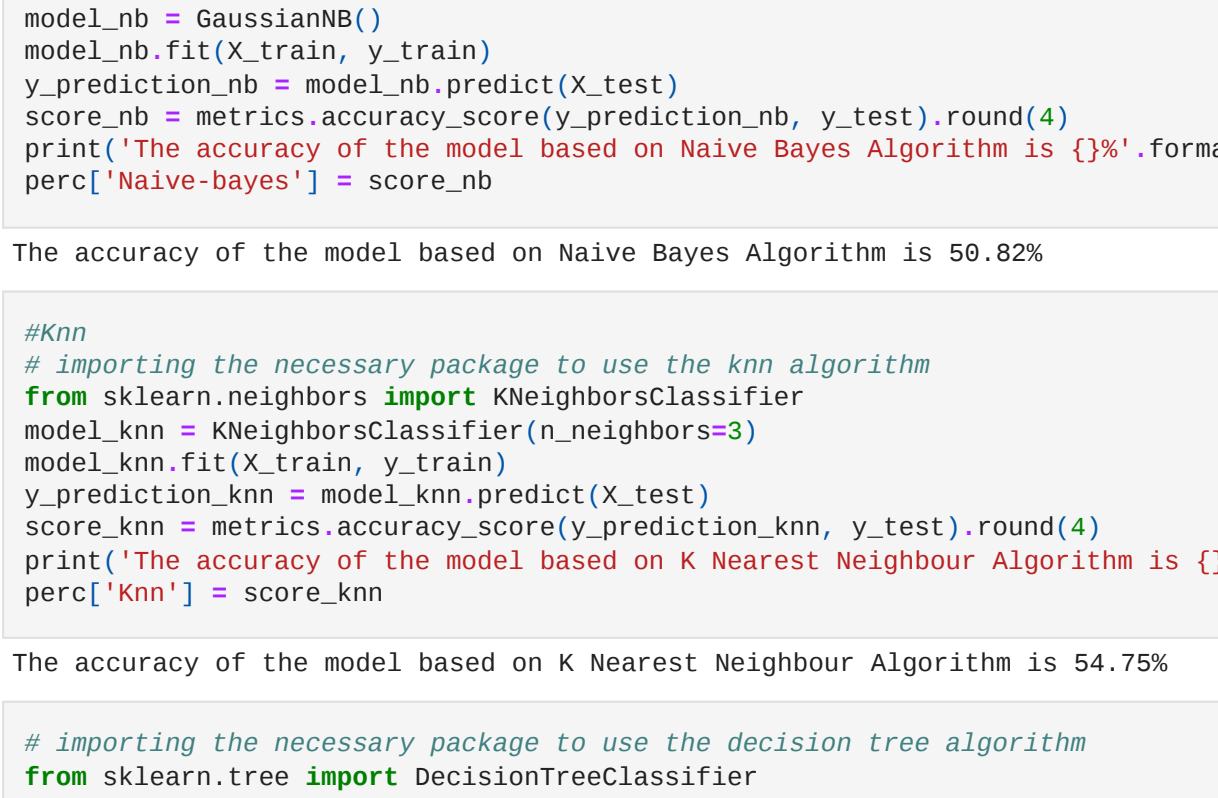 model_nb = GaussianNB()
model_nb.fit(X_train, y_train)
y_prediction_nb = model_nb.predict(X_test)
score_nb = metrics.accuracy_score(y_prediction_nb, y_test).round(4)
print('The accuracy of the model based on Naive Bayes Algorithm is {}%'.forma
perc['Naive-bayes'] = score_nb
The accuracy of the model based on Naive Bayes Algorithm is 50.82%
#Knn
# importing the necessary package to use the knn algorithm
from sklearn.neighbors import KNeighborsClassifier
model_knn = KNeighborsClassifier(n_neighbors=3)
model_knn.fit(X_train, y_train)
y_prediction_knn = model_knn.predict(X_test)
score_knn = metrics.accuracy_score(y_prediction_knn, y_test).round(4)
print('The accuracy of the model based on K Nearest Neighbour Algorithm is {}
perc['Knn'] = score_knn
The accuracy of the model based on K Nearest Neighbour Algorithm is 54.75%
# importing the necessary package to use the decision tree algorithm
from sklearn.tree import DecisionTreeClassifier